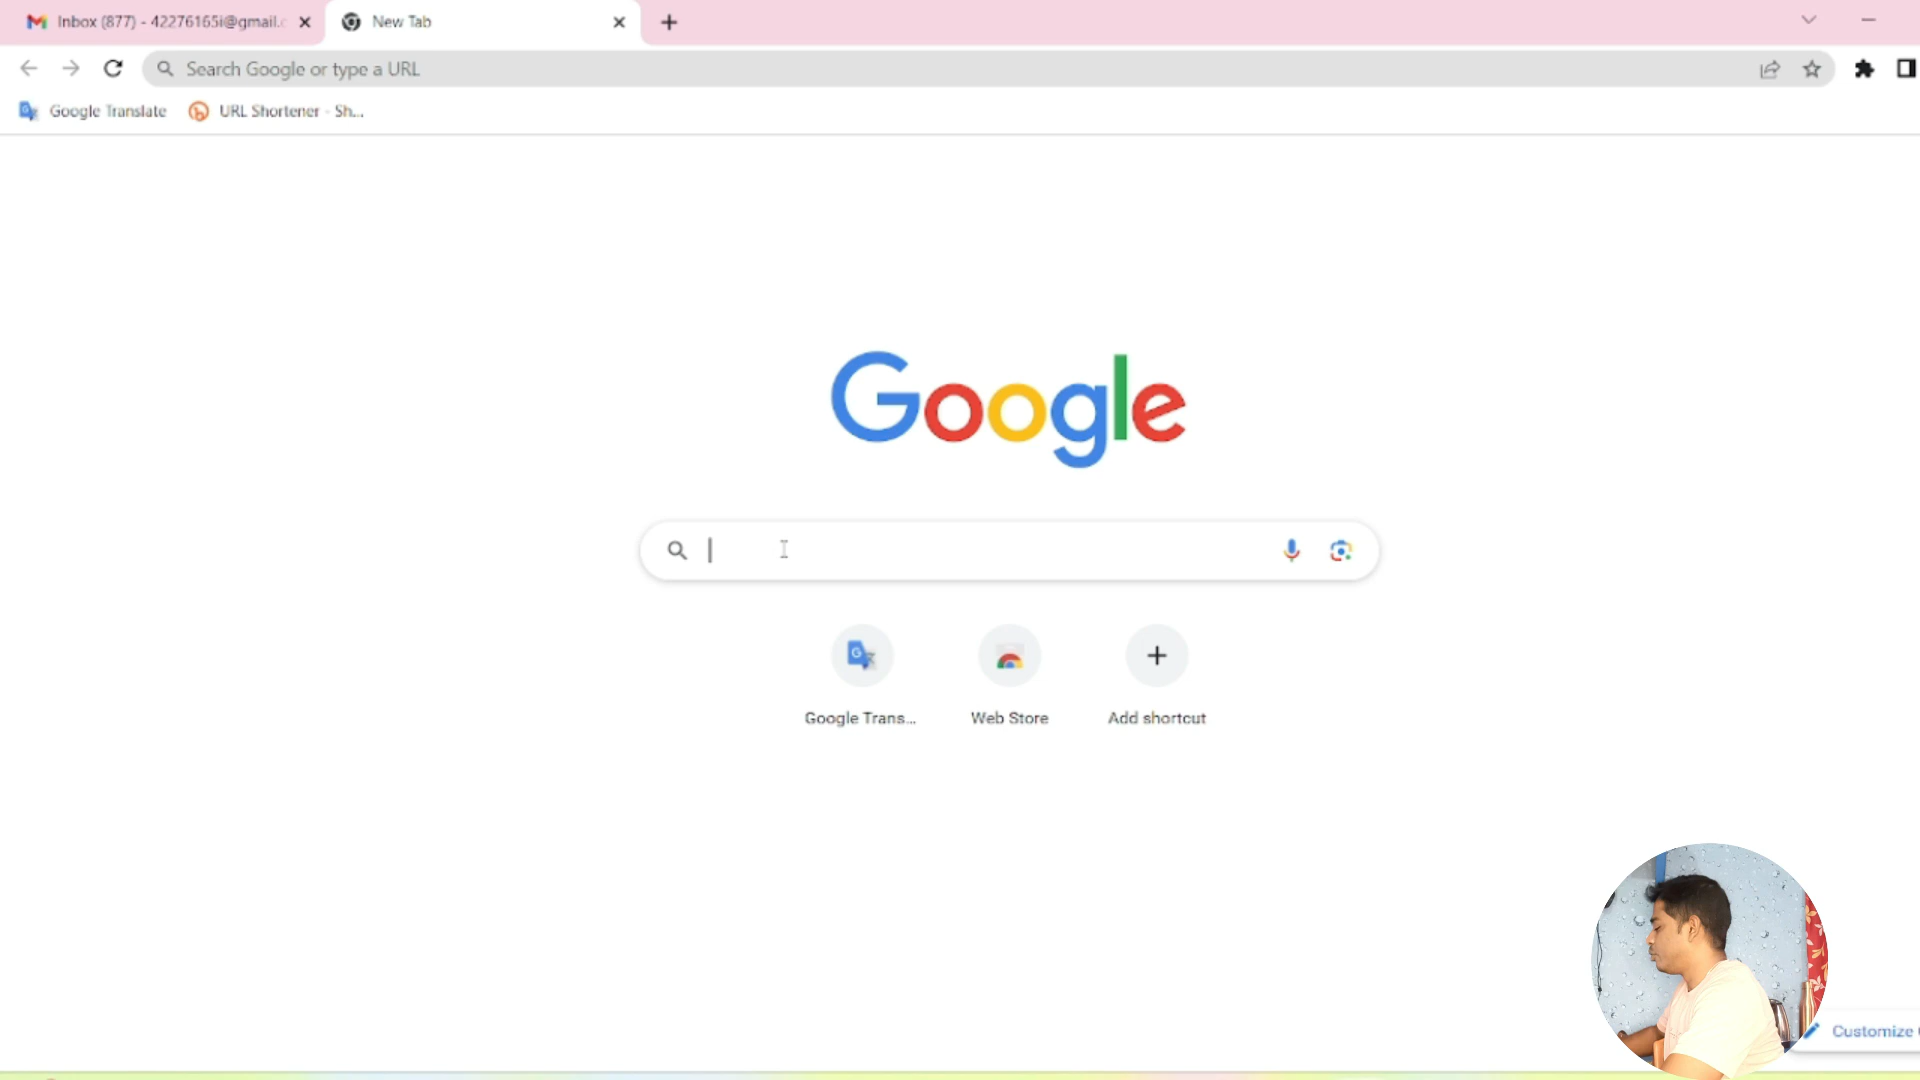 Inbox (877) - 42276165i@gmail.c
New Tab
Search Google or type a URL
Google Translate
URL Shortener - Sh...
Google
Google Trans...
Web Store
Add shortcut
Customize